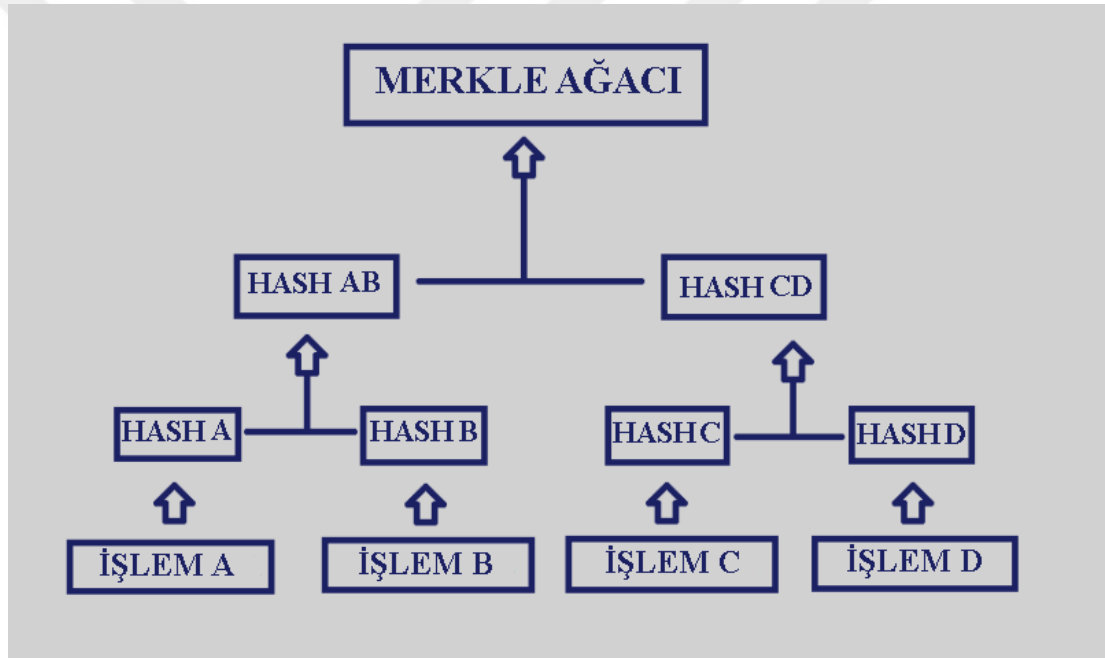 MERKLE AĞACI
HASH AB
HASH CD
HASH A
HASH B
HASH C
HASH D
İŞLEM A
İŞLEM B
İŞLEM C
İŞLEM D